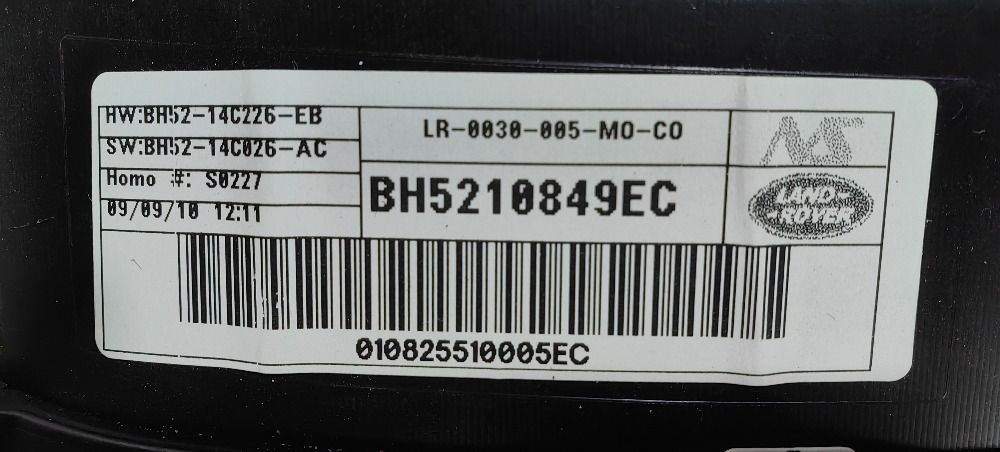 HW:BH52-14C226-EB
SW:BH52-14C026-AC
Homo #: S0227
09/09/10 12:11
LR-0030-005-MO-CO
BH5210849EC
LAND-
-ROVER
010825510005EC